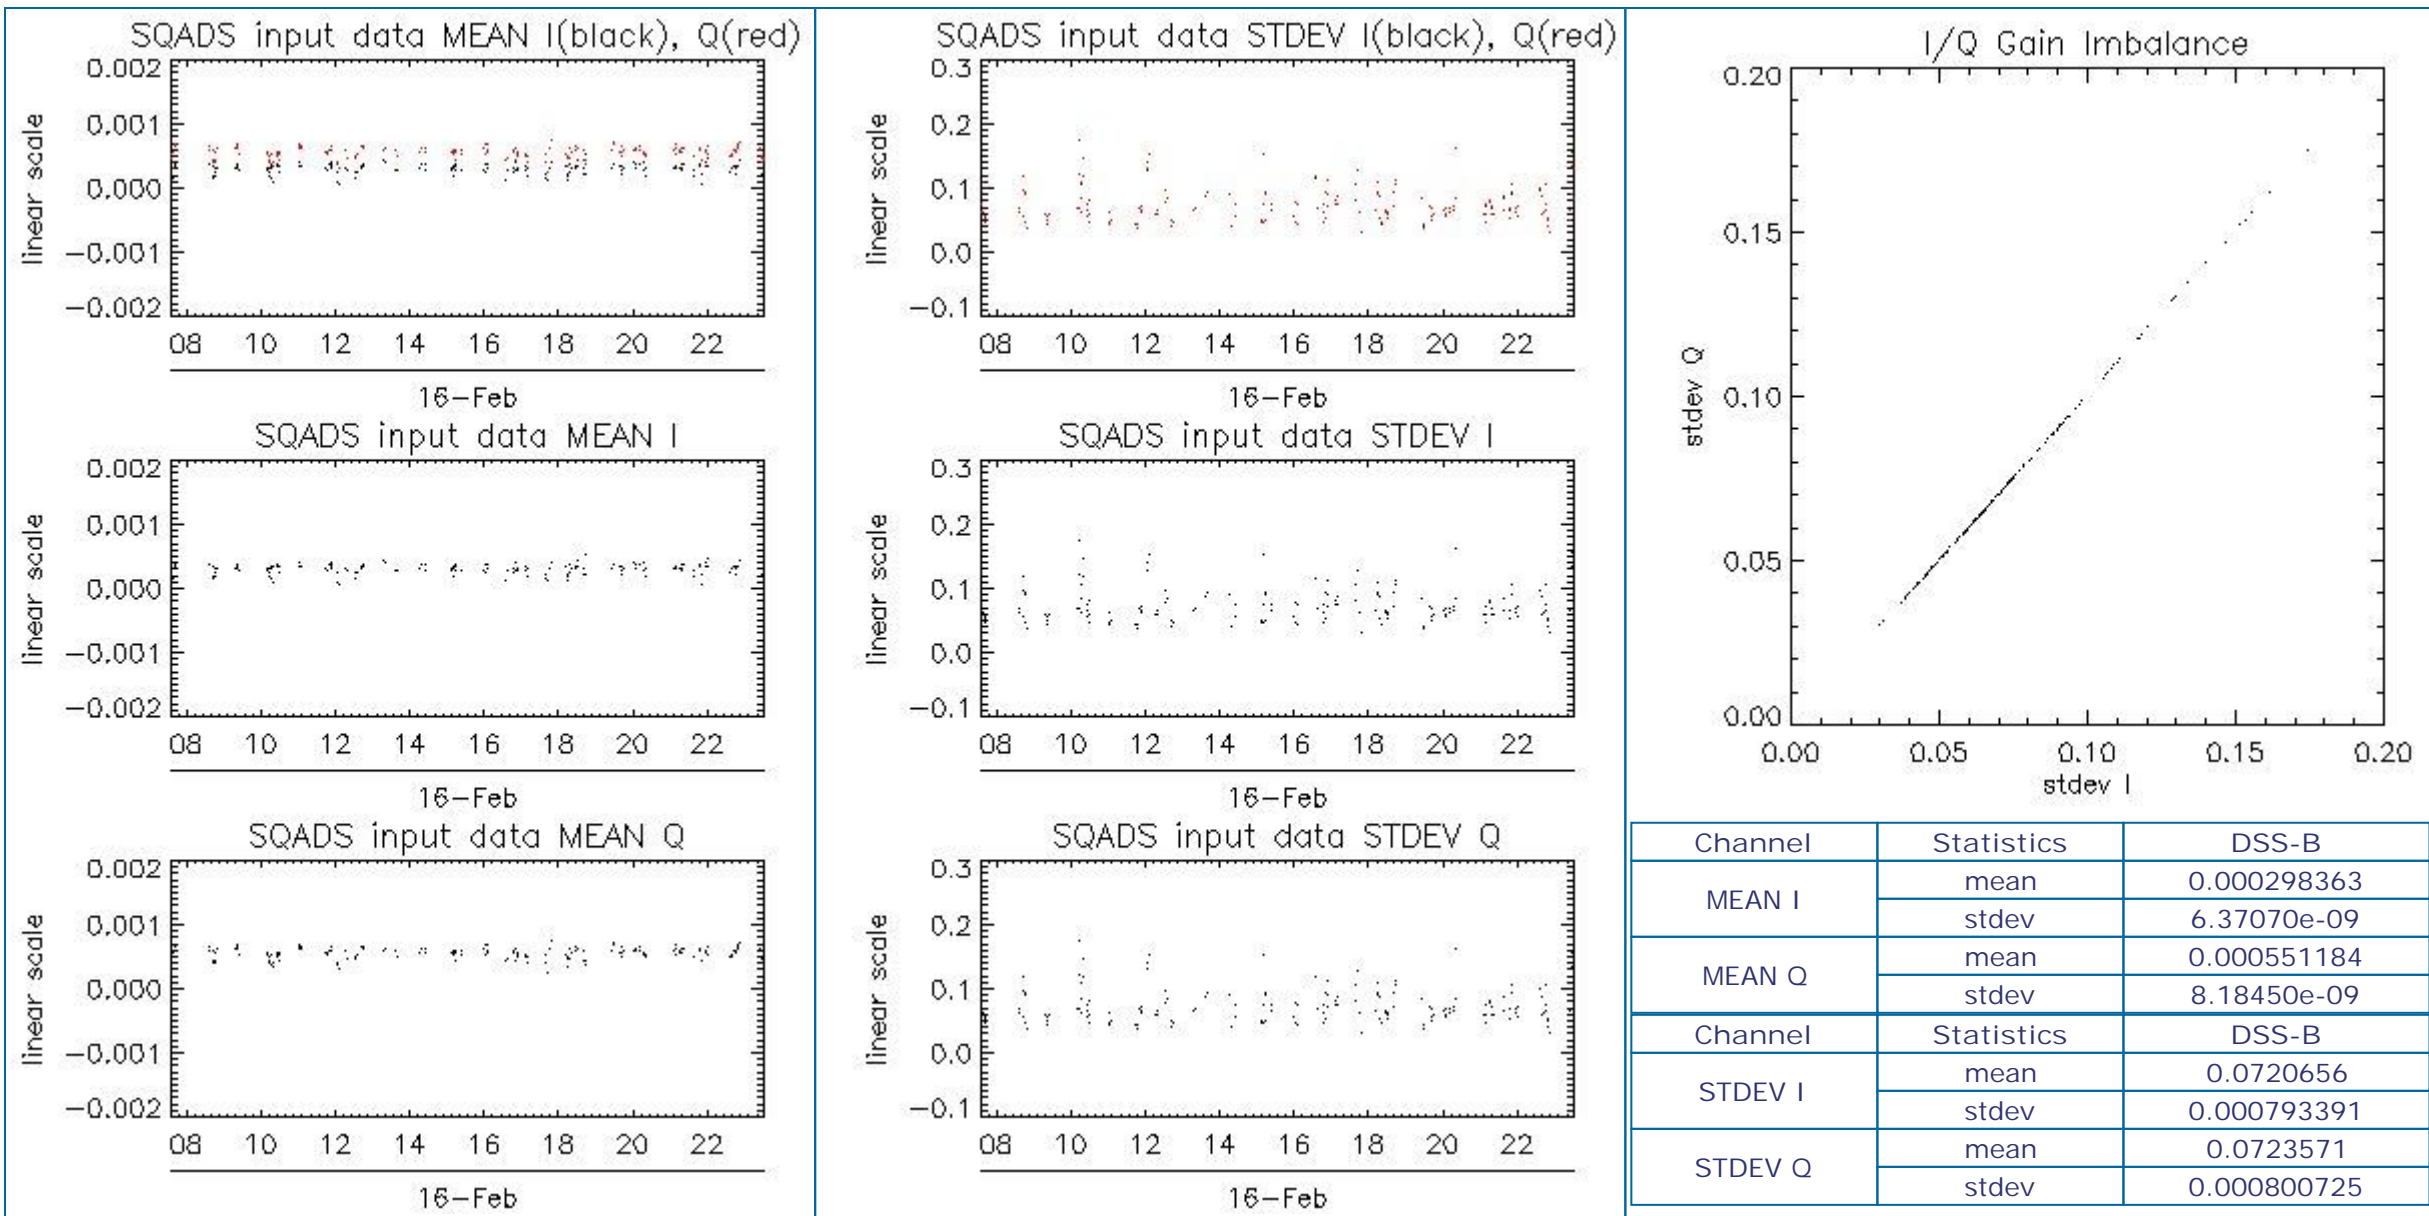 SQADS input data MEAN I(black), Q(red)
0.002
0.001
0.000
−0.001
−0.002
linear scale
08 10 12 14 16 18 20 22
16−Feb
SQADS input data MEAN I
0.002
0.001
0.000
−0.001
−0.002
linear scale
08 10 12 14 16 18 20 22
16−Feb
SQADS input data MEAN Q
0.002
0.001
0.000
−0.001
−0.002
linear scale
08 10 12 14 16 18 20 22
16−Feb
SQADS input data STDEV I(black), Q(red)
0.3
0.2
0.1
0.0
−0.1
linear scale
08 10 12 14 16 18 20 22
16−Feb
SQADS input data STDEV I
0.3
0.2
0.1
0.0
−0.1
linear scale
08 10 12 14 16 18 20 22
16−Feb
SQADS input data STDEV Q
0.3
0.2
0.1
0.0
−0.1
linear scale
08 10 12 14 16 18 20 22
16−Feb
I/Q Gain Imbalance
0.20
0.15
0.10
0.05
0.00
stdev Q
0.00 0.05 0.10 0.15 0.20
stdev I
Channel Statistics DSS-B
MEAN I mean 0.000298363
stdev 6.37070e-09
MEAN Q mean 0.000551184
stdev 8.18450e-09
Channel Statistics DSS-B
STDEV I mean 0.0720656
stdev 0.000793391
STDEV Q mean 0.0723571
stdev 0.000800725